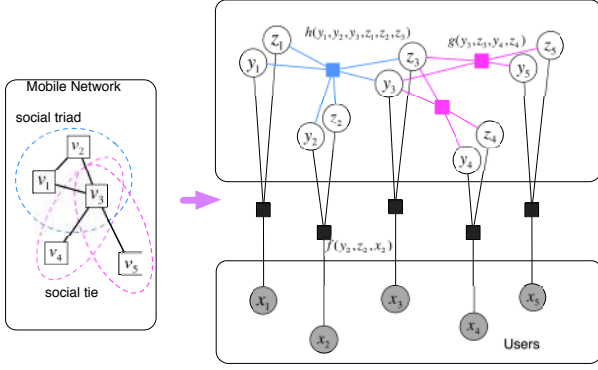 Mobile Network
social triad
v2
v1
v3
v4
v5
social tie
h(y1,y2,y3,z1,z2,z3)
g(y3,z3,y4,z4)
z1
y1
z3
y3
z5
y5
z2
y2
z4
y4
f(y2,z2,x2)
x1
x2
x3
x4
x5
Users